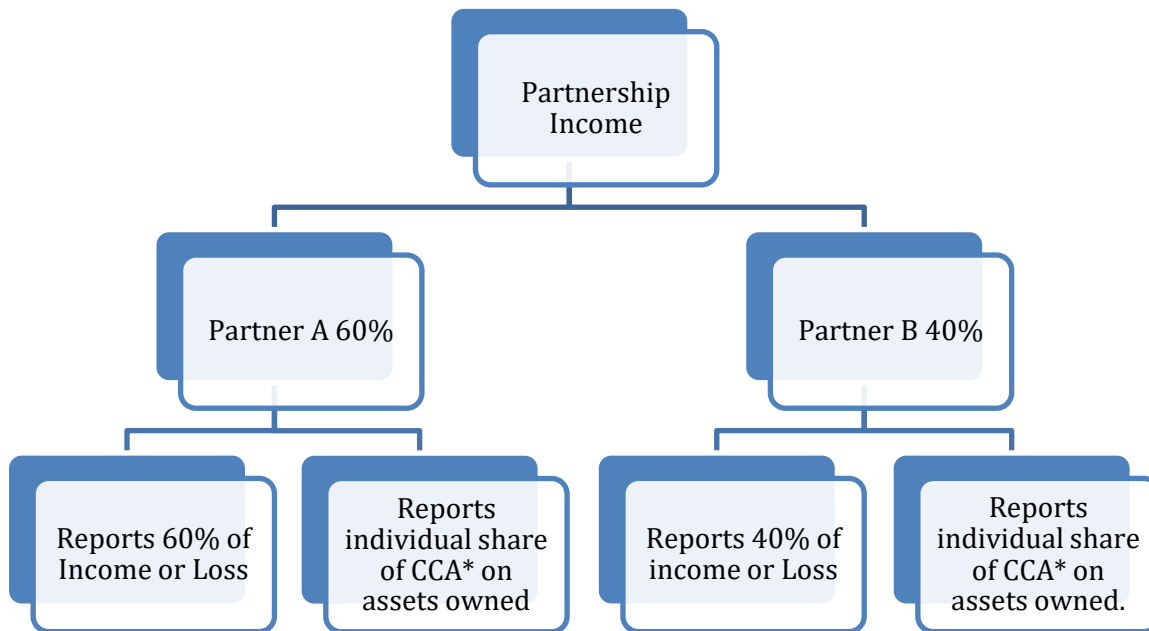 Partnership
Income
Partner A 60%
Partner B 40%
Reports 60% of
Income or Loss
Reports
individual share
of CCA* on
assets owned
Reports 40% of
income or Loss
Reports
individual share
of CCA* on
assets owned.